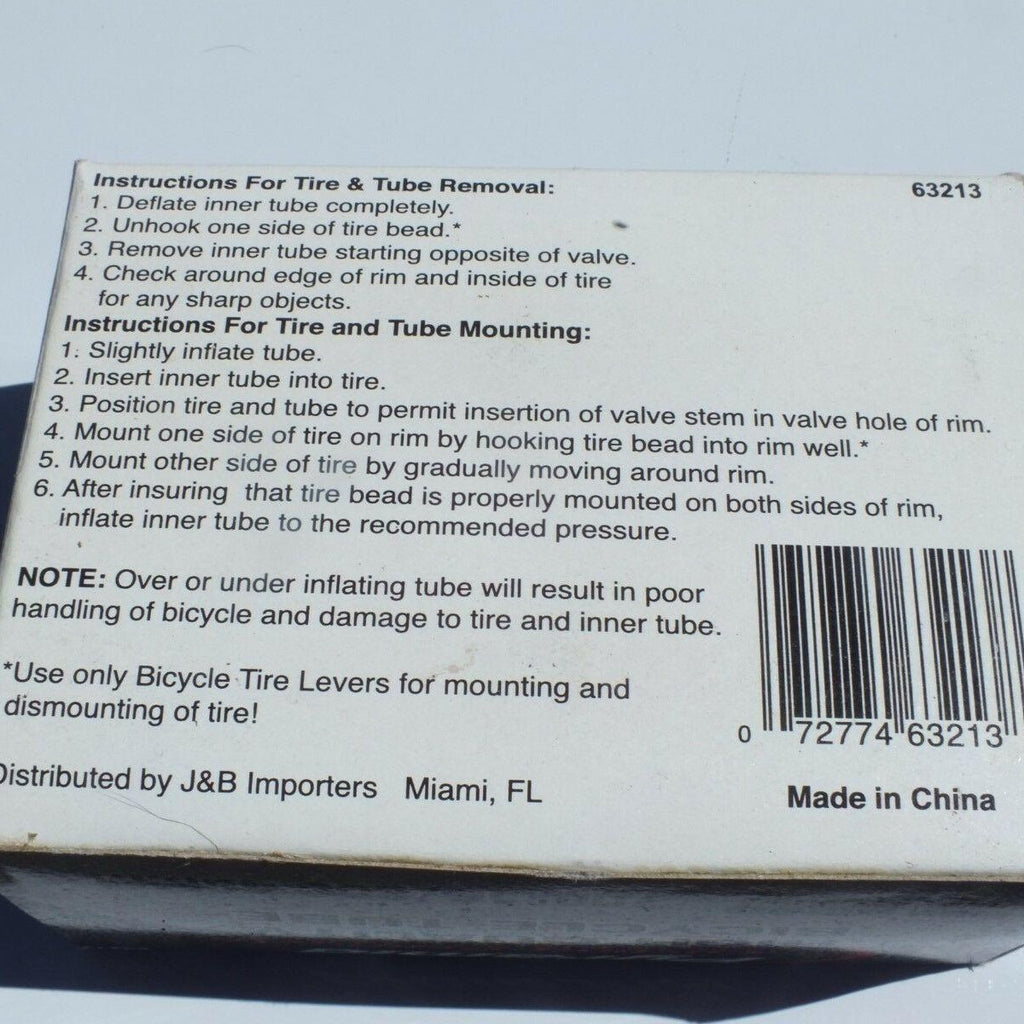 Instructions For Tire & Tube Removal: 63213
1. Deflate inner tube completely.
2. Unhook one side of tire bead.*
3. Remove inner tube starting opposite of valve.
4. Check around edge of rim and inside of tire
for any sharp objects.
Instructions For Tire and Tube Mounting:
1. Slightly inflate tube.
2. Insert inner tube into tire.
3. Position tire and tube to permit insertion of valve stem in valve hole of rim.
4. Mount one side of tire on rim by hooking tire bead into rim well.*
5. Mount other side of tire by gradually moving around rim.
6. After insuring that tire bead is properly mounted on both sides of rim,
inflate inner tube to the recommended pressure.
NOTE: Over or under inflating tube will result in poor
handling of bicycle and damage to tire and inner tube.
*Use only Bicycle Tire Levers for mounting and
dismounting of tire!
0 72774 63213
Distributed by J&B Importers Miami, FL
Made in China